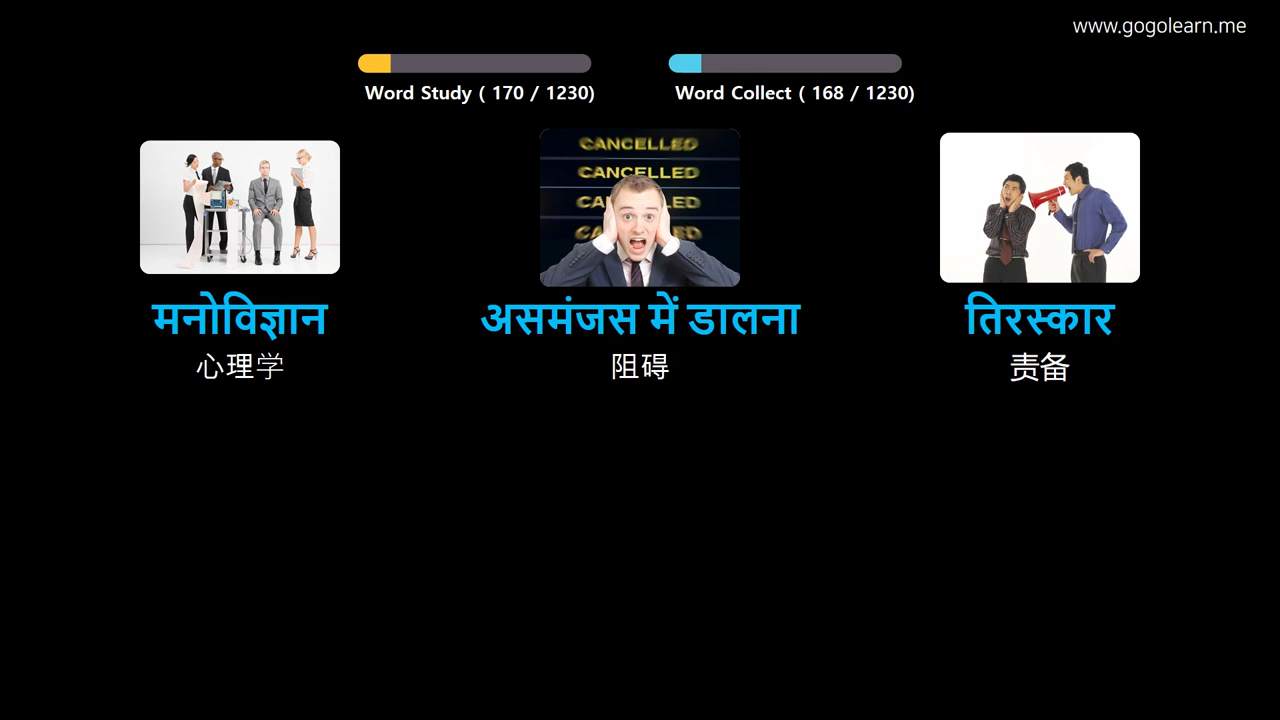 www.gogolearn.me
Word Study ( 170 / 1230)
Word Collect ( 168 / 1230)
CANCELLED
CANCELLED
मनोविज्ञान
असमंजस में डालना
तिरस्कार
心理学
阻碍
责备